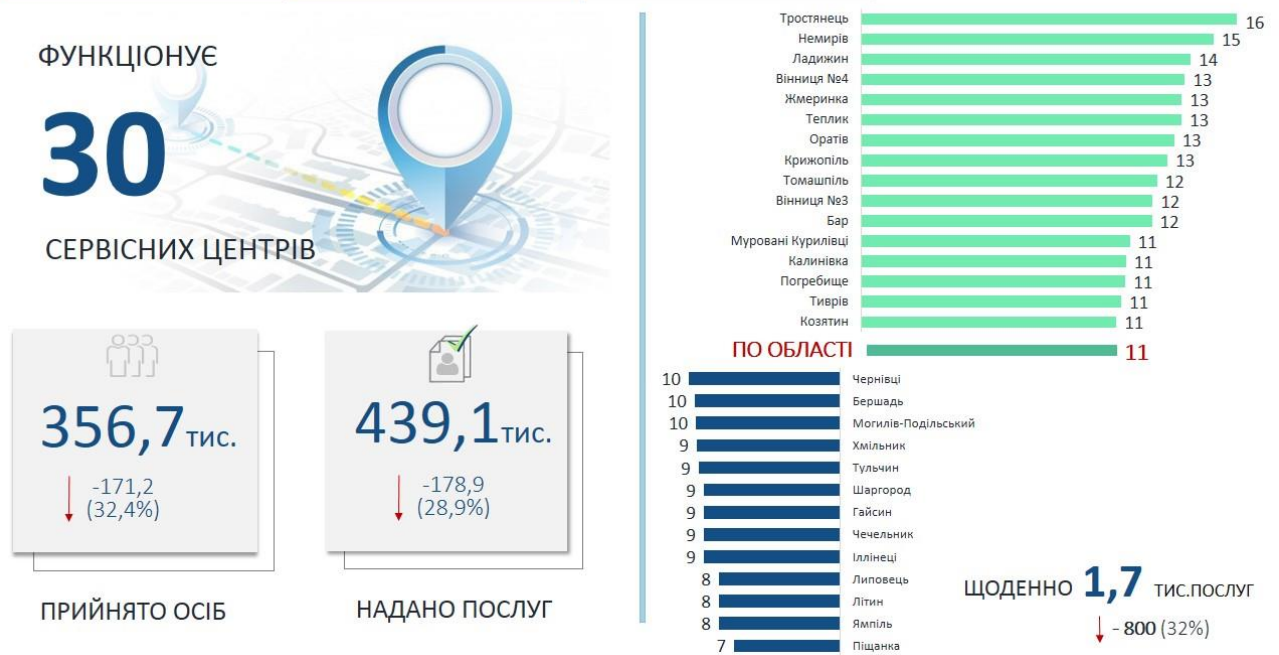 ФУНКЦІОНУЄ
30
СЕРВІСНИХ ЦЕНТРІВ
356,7 тис.
-171,2
(32,4%)
ПРИЙНЯТО ОСІБ
439,1 тис.
-178,9
(28,9%)
НАДАНО ПОСЛУГ
Тростянець 16
Немирів 15
Ладижин 14
Вінниця №4 13
Жмеринка 13
Теплик 13
Оратів 13
Крижопіль 13
Томашпіль 12
Вінниця №3 12
Бар 12
Муровані Курилівці 11
Калинівка 11
Погребище 11
Тиврів 11
Козятин 11
ПО ОБЛАСТІ 11
10 Чернівці
10 Бершадь
10 Могилів-Подільський
9 Хмільник
9 Тульчин
9 Шаргород
9 Гайсин
9 Чечельник
9 Іллінеці
8 Липовець
8 Літин
8 Ямпіль
7 Піщанка
ЩОДЕННО 1,7 ТИС.ПОСЛУГ
- 800 (32%)